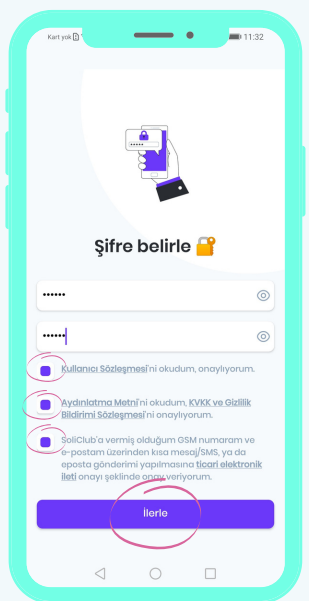 Kart yok
11:32
Şifre belirle
Kullanıcı Sözleşmesi'ni okudum, onaylıyorum.
Aydınlatma Metni'ni okudum, KVKK ve Gizlilik
Bildirimi Sözleşmesi'ni onaylıyorum.
SoliClub'a vermiş olduğum GSM numaram ve
e-postam üzerinden kısa mesaj/SMS, ya da
eposta gönderimi yapılmasına ticari elektronik
ileti onayı şeklinde onay veriyorum.
İlerle